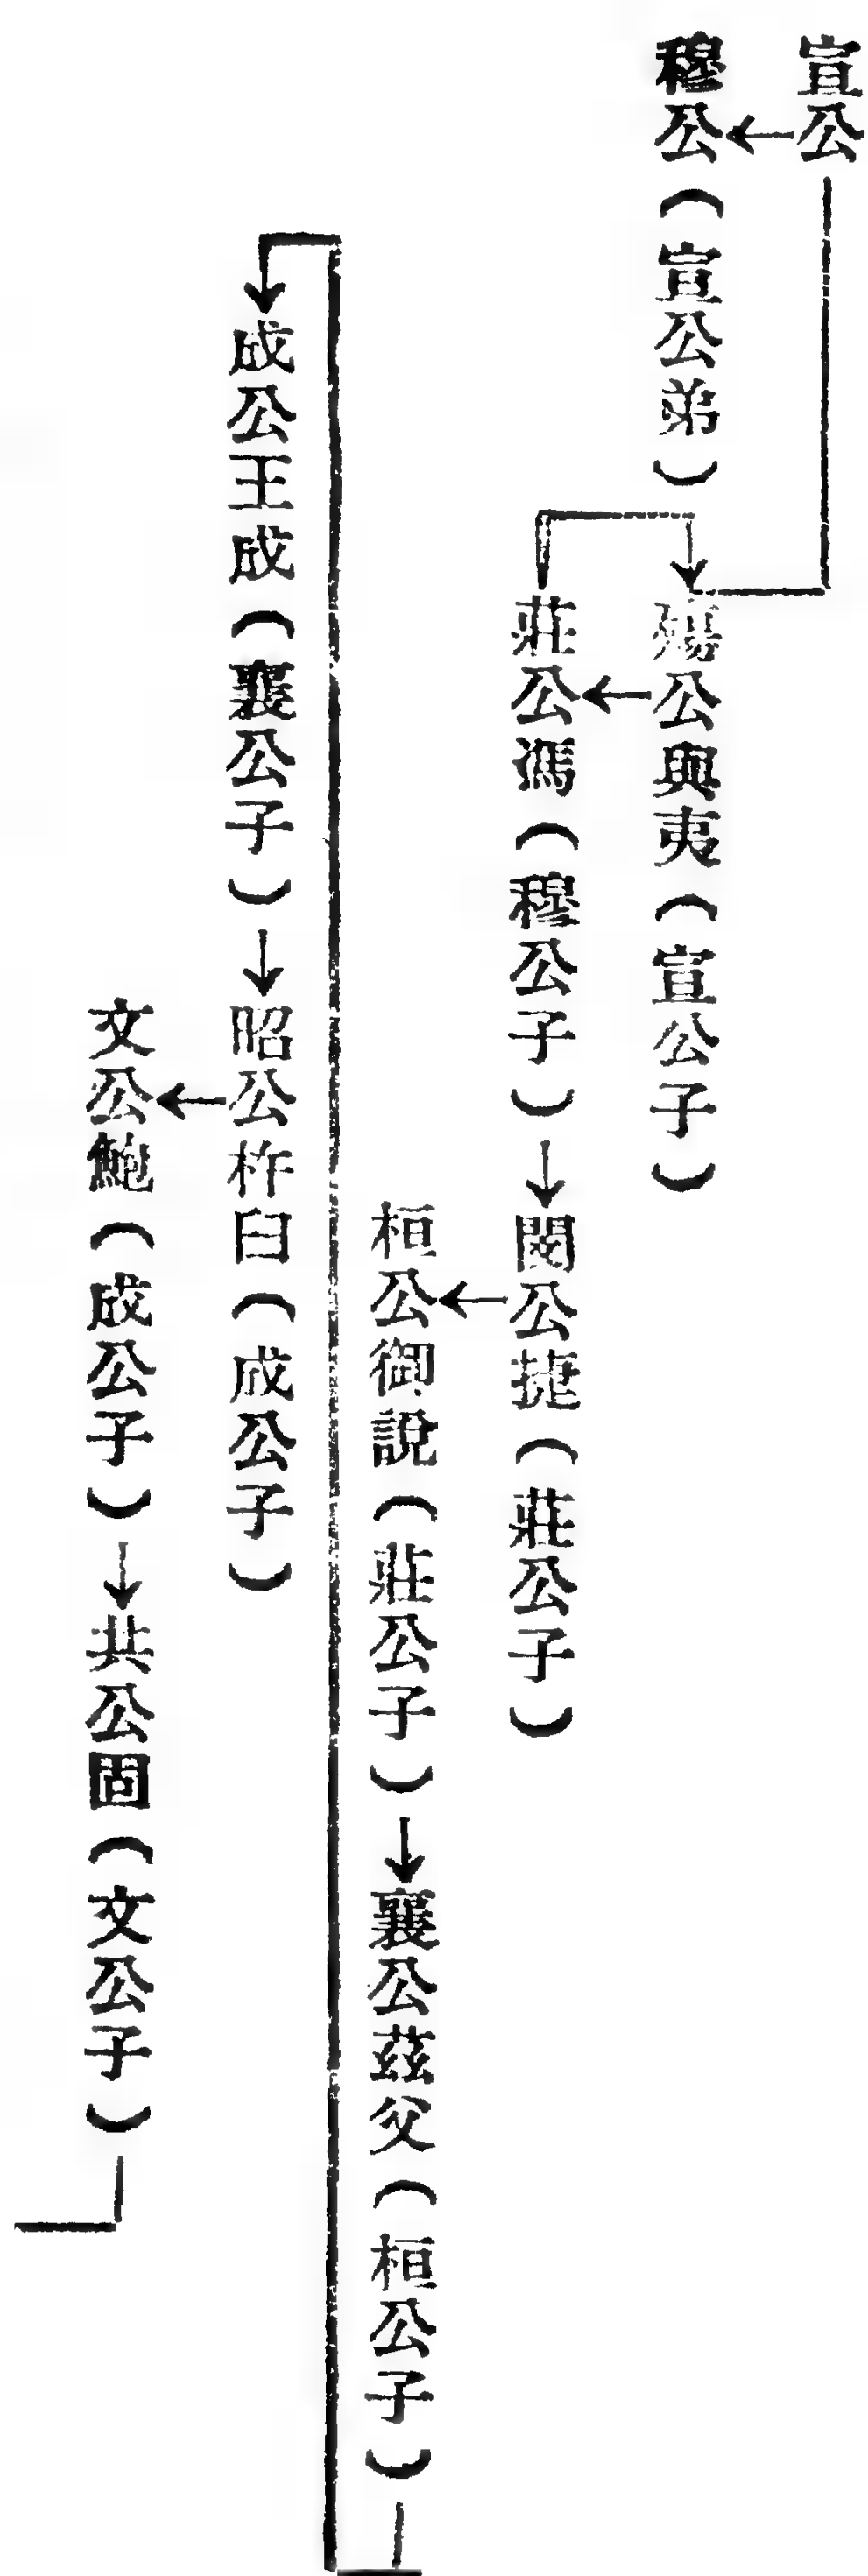 宣公
穆公（宣公弟）
殤公與夷（宣公子）
莊公馮（穆公子）→閔公捷（莊公子）
桓公御說（莊公子）→襄公茲父（桓公子）
成公王成（襄公子）→昭公杵臼（成公子）
文公鮑（成公子）→共公固（文公子）